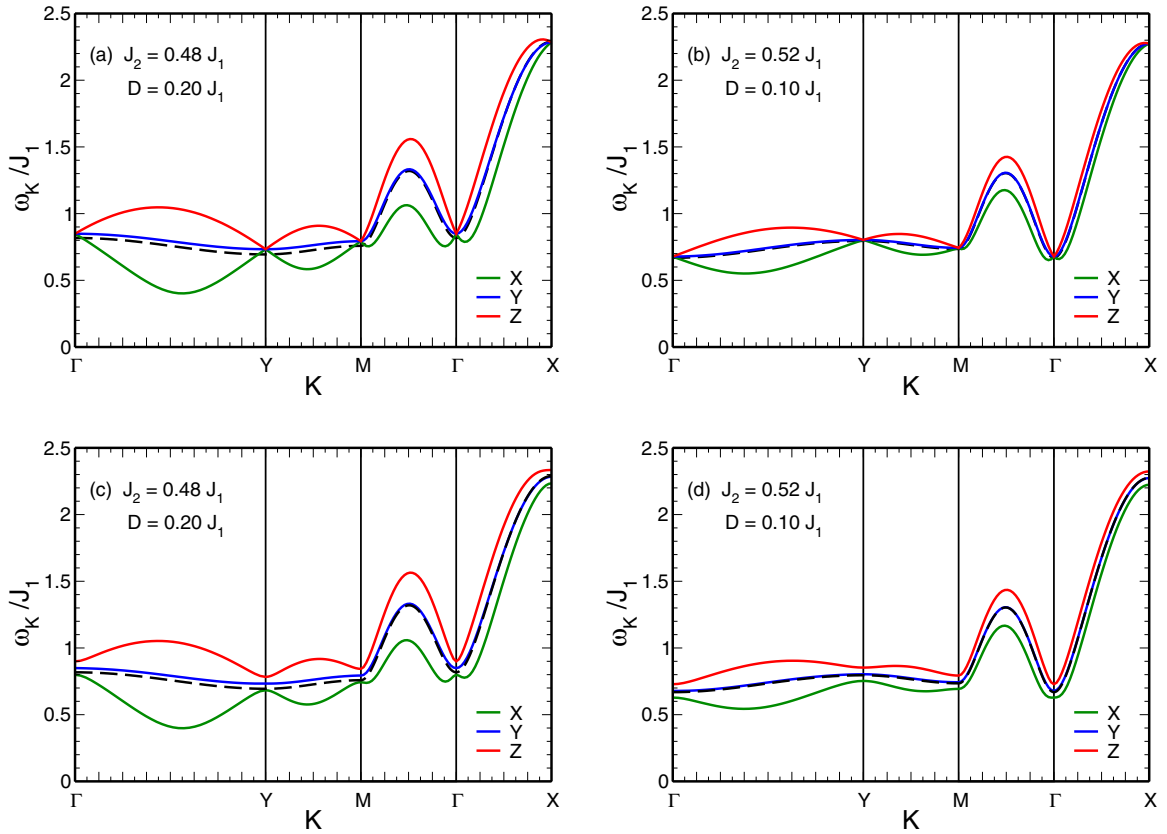 2.5
2
1.5
1
0.5
0
ω_K/J_1
(a) J_2 = 0.48 J_1
D = 0.20 J_1
X
Y
Z
Γ Y M Γ X
K
2.5
2
1.5
1
0.5
0
ω_K/J_1
(b) J_2 = 0.52 J_1
D = 0.10 J_1
X
Y
Z
Γ Y M Γ X
K
2.5
2
1.5
1
0.5
0
ω_K/J_1
(c) J_2 = 0.48 J_1
D = 0.20 J_1
X
Y
Z
Γ Y M Γ X
K
2.5
2
1.5
1
0.5
0
ω_K/J_1
(d) J_2 = 0.52 J_1
D = 0.10 J_1
X
Y
Z
Γ Y M Γ X
K